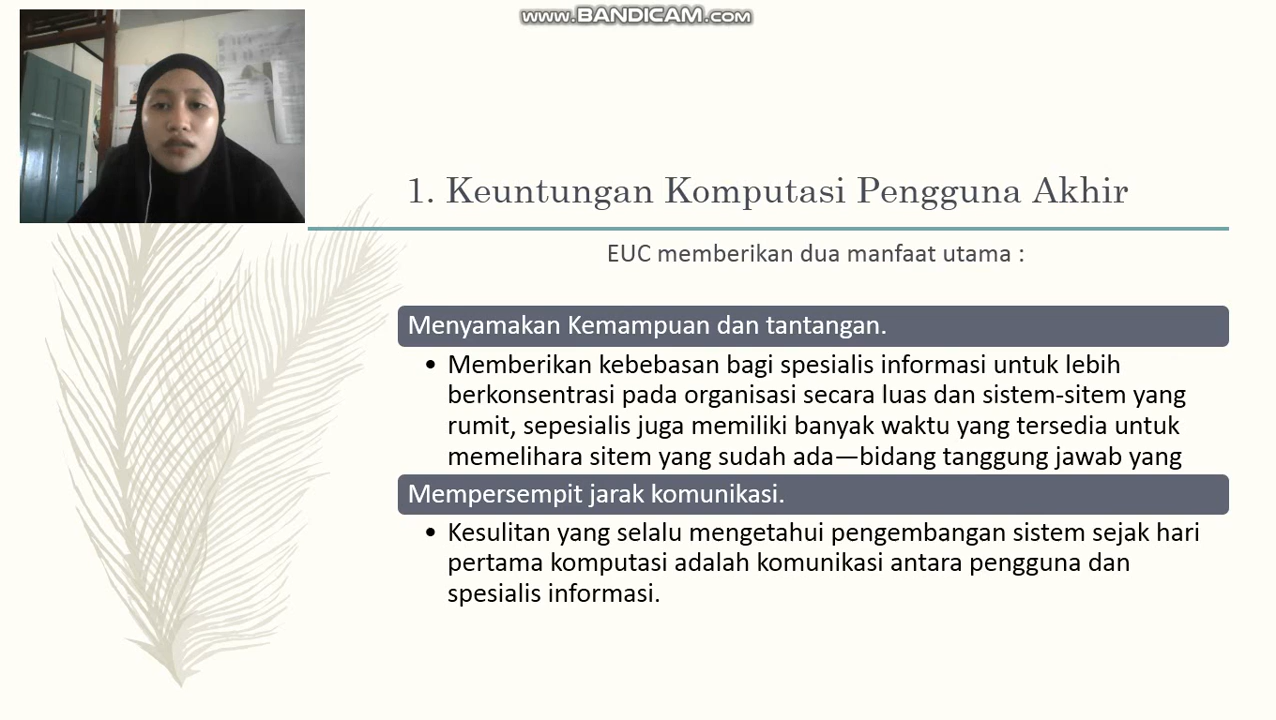 www.BANDICAM.com
1. Keuntungan Komputasi Pengguna Akhir
EUC memberikan dua manfaat utama :
Menyamakan Kemampuan dan tantangan.
• Memberikan kebebasan bagi spesialis informasi untuk lebih
berkonsentrasi pada organisasi secara luas dan sistem-sitem yang
rumit, sepesialis juga memiliki banyak waktu yang tersedia untuk
memelihara sitem yang sudah ada—bidang tanggung jawab yang
Mempersempit jarak komunikasi.
• Kesulitan yang selalu mengetahui pengembangan sistem sejak hari
pertama komputasi adalah komunikasi antara pengguna dan
spesialis informasi.